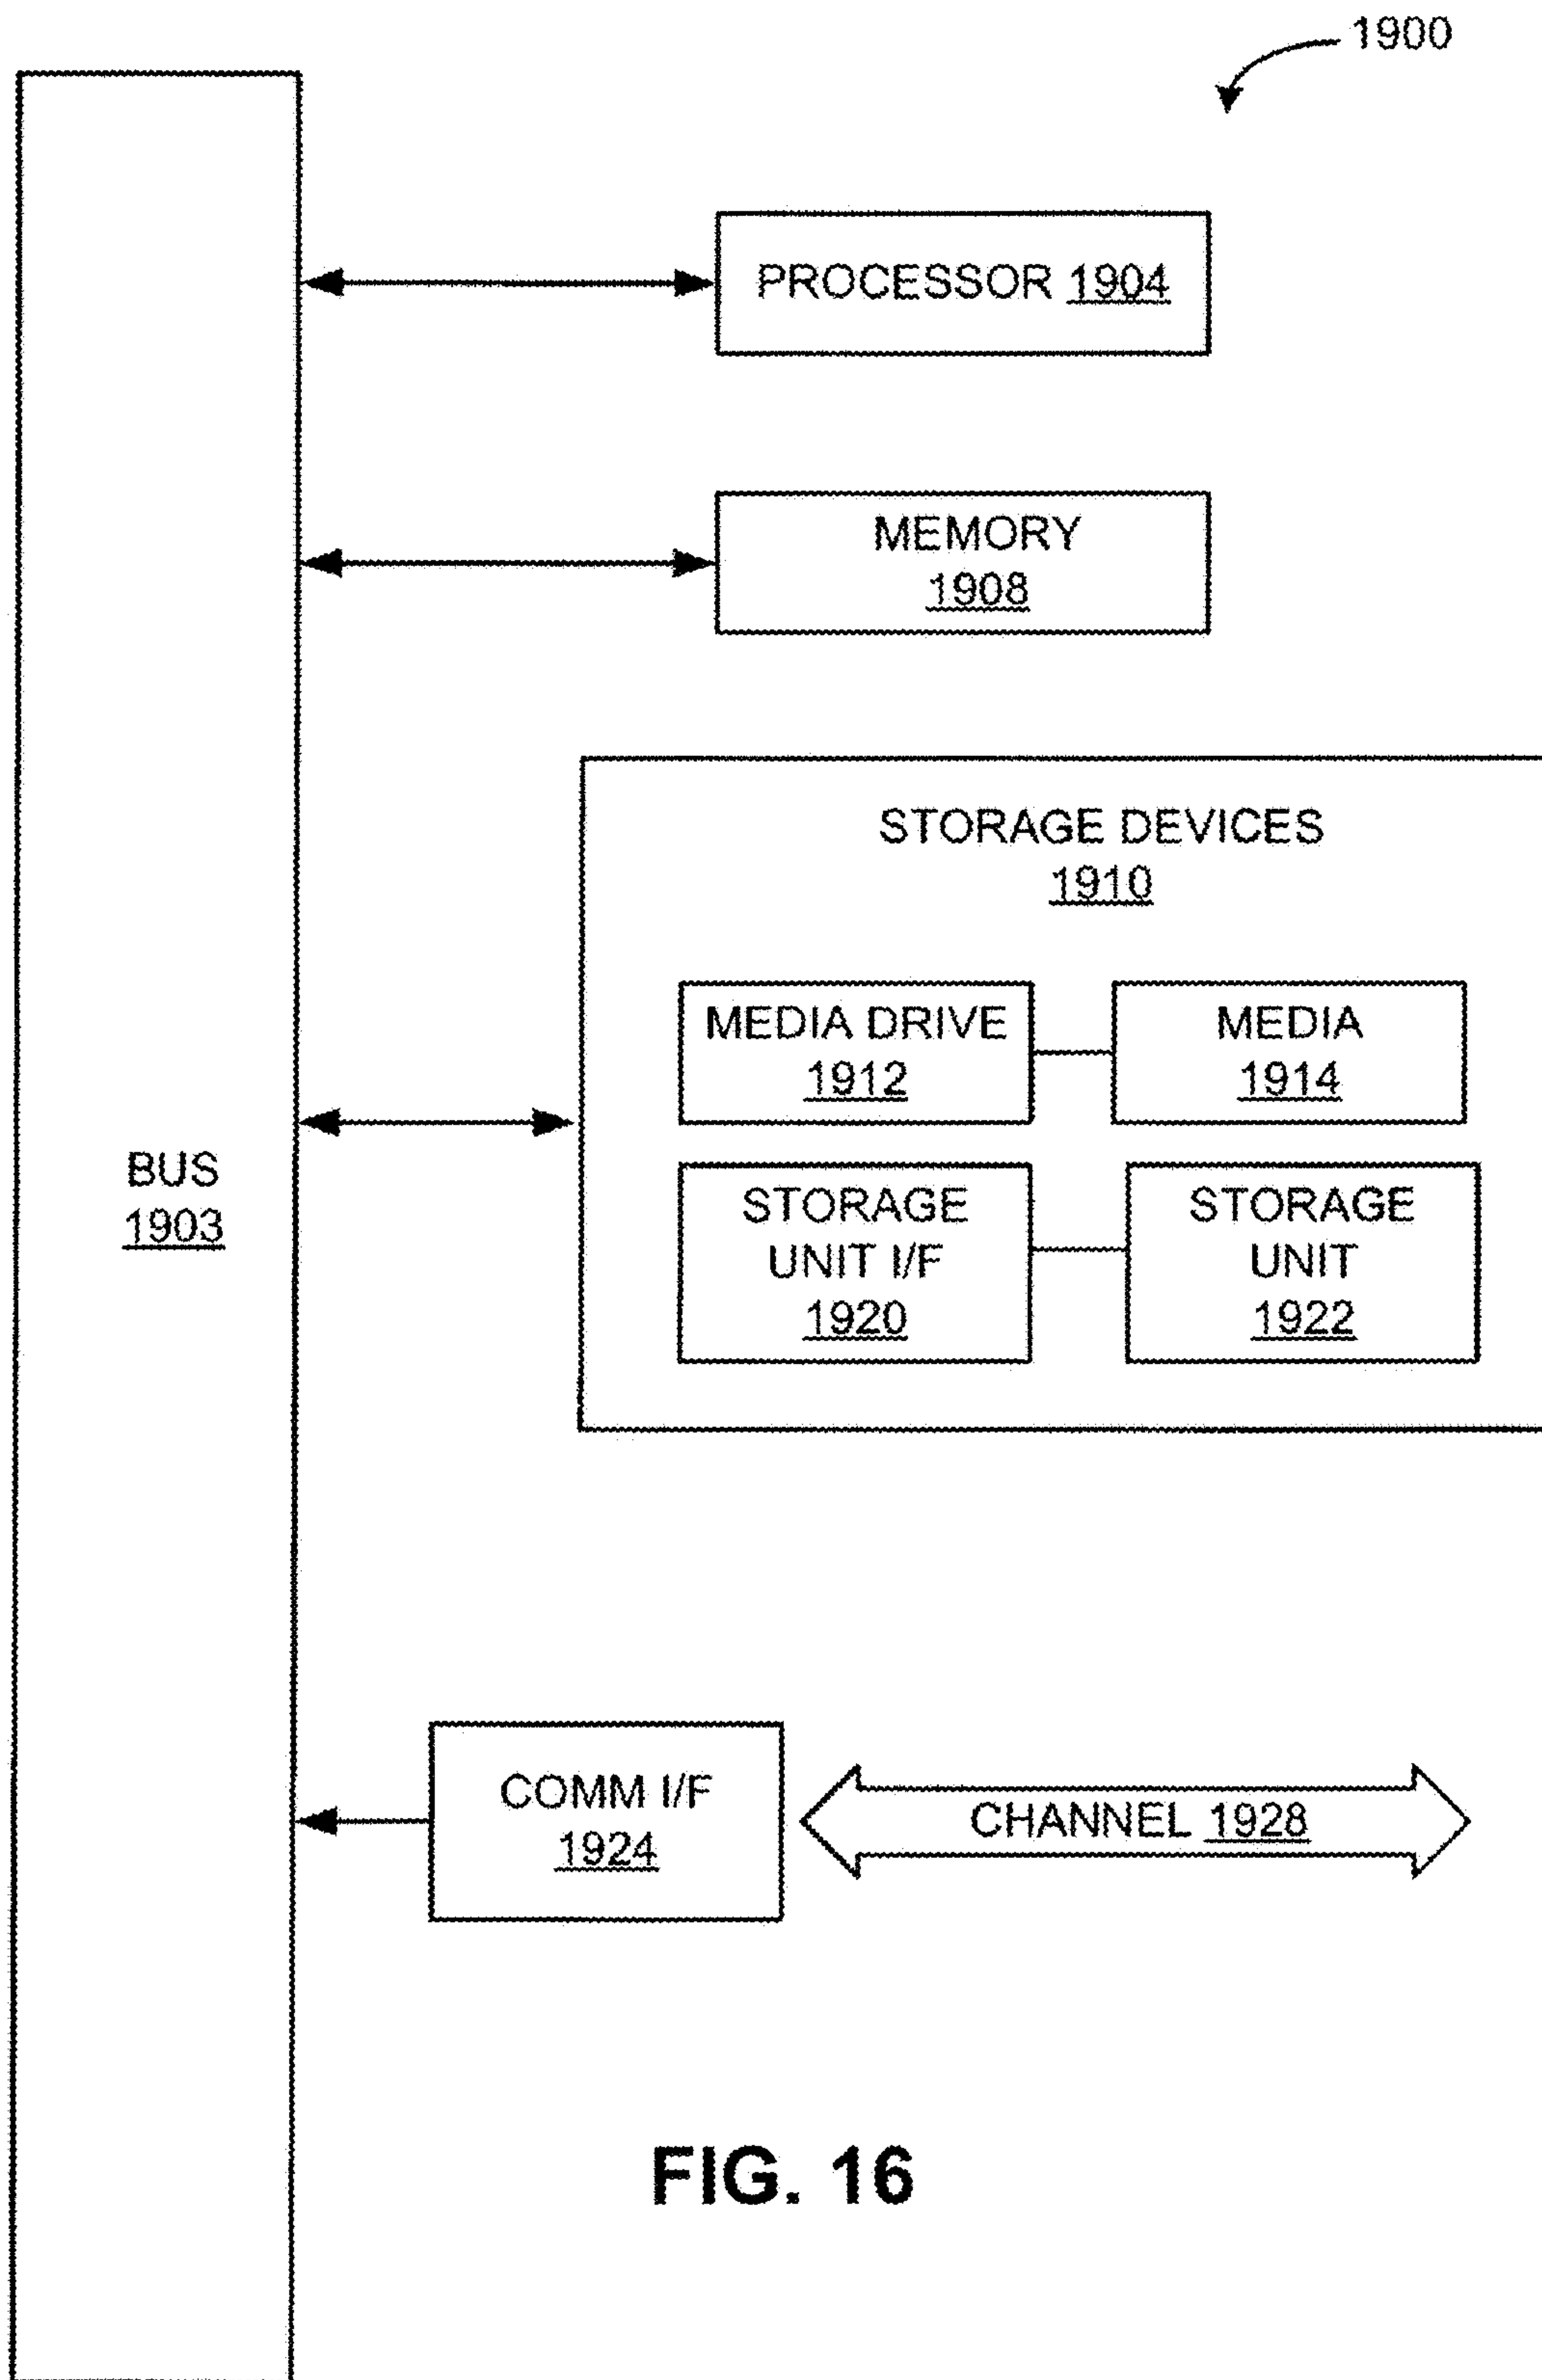 1900
PROCESSOR 1904
MEMORY
1908
STORAGE DEVICES
1910
MEDIA DRIVE
1912
MEDIA
1914
BUS
1903
STORAGE
UNIT I/F
1920
STORAGE
UNIT
1922
COMM I/F
1924
CHANNEL 1928
FIG. 16